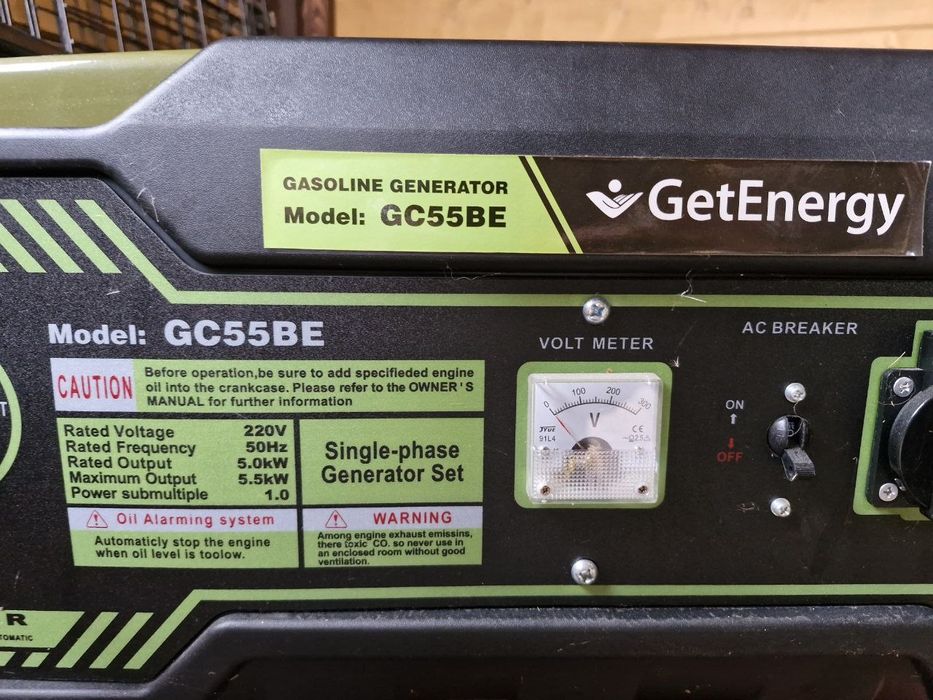 GASOLINE GENERATOR
Model: GC55BE
GetEnergy
Model: GC55BE
CAUTION
Before operation,be sure to add specifieded engine
oil into the crankcase. Please refer to the OWNER'S
MANUAL for further information
Rated Voltage 220V
Rated Frequency 50Hz
Rated Output 5.0kW
Maximum Output 5.5kW
Power submultiple 1.0
Single-phase
Generator Set
Oil Alarming system
Automaticly stop the engine
when oil level is toolow.
WARNING
Among engine exhaust emissins,
there toxic CO. so never use in
an enclosed room without good
ventilation.
VOLT METER
0 100 200 300
V
91L4
CE
AC BREAKER
ON
OFF
T
R
TOMATIC